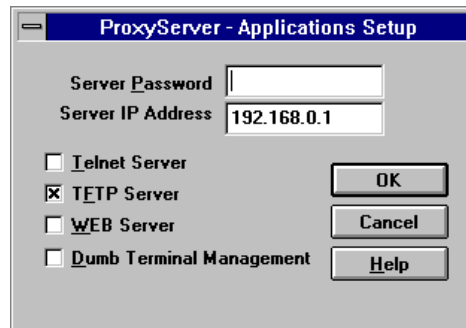 ProxyServer - Applications Setup
Server Password
Server IP Address 192.168.0.1
Telnet Server
TFTP Server
OK
WEB Server
Cancel
Dumb Terminal Management
Help